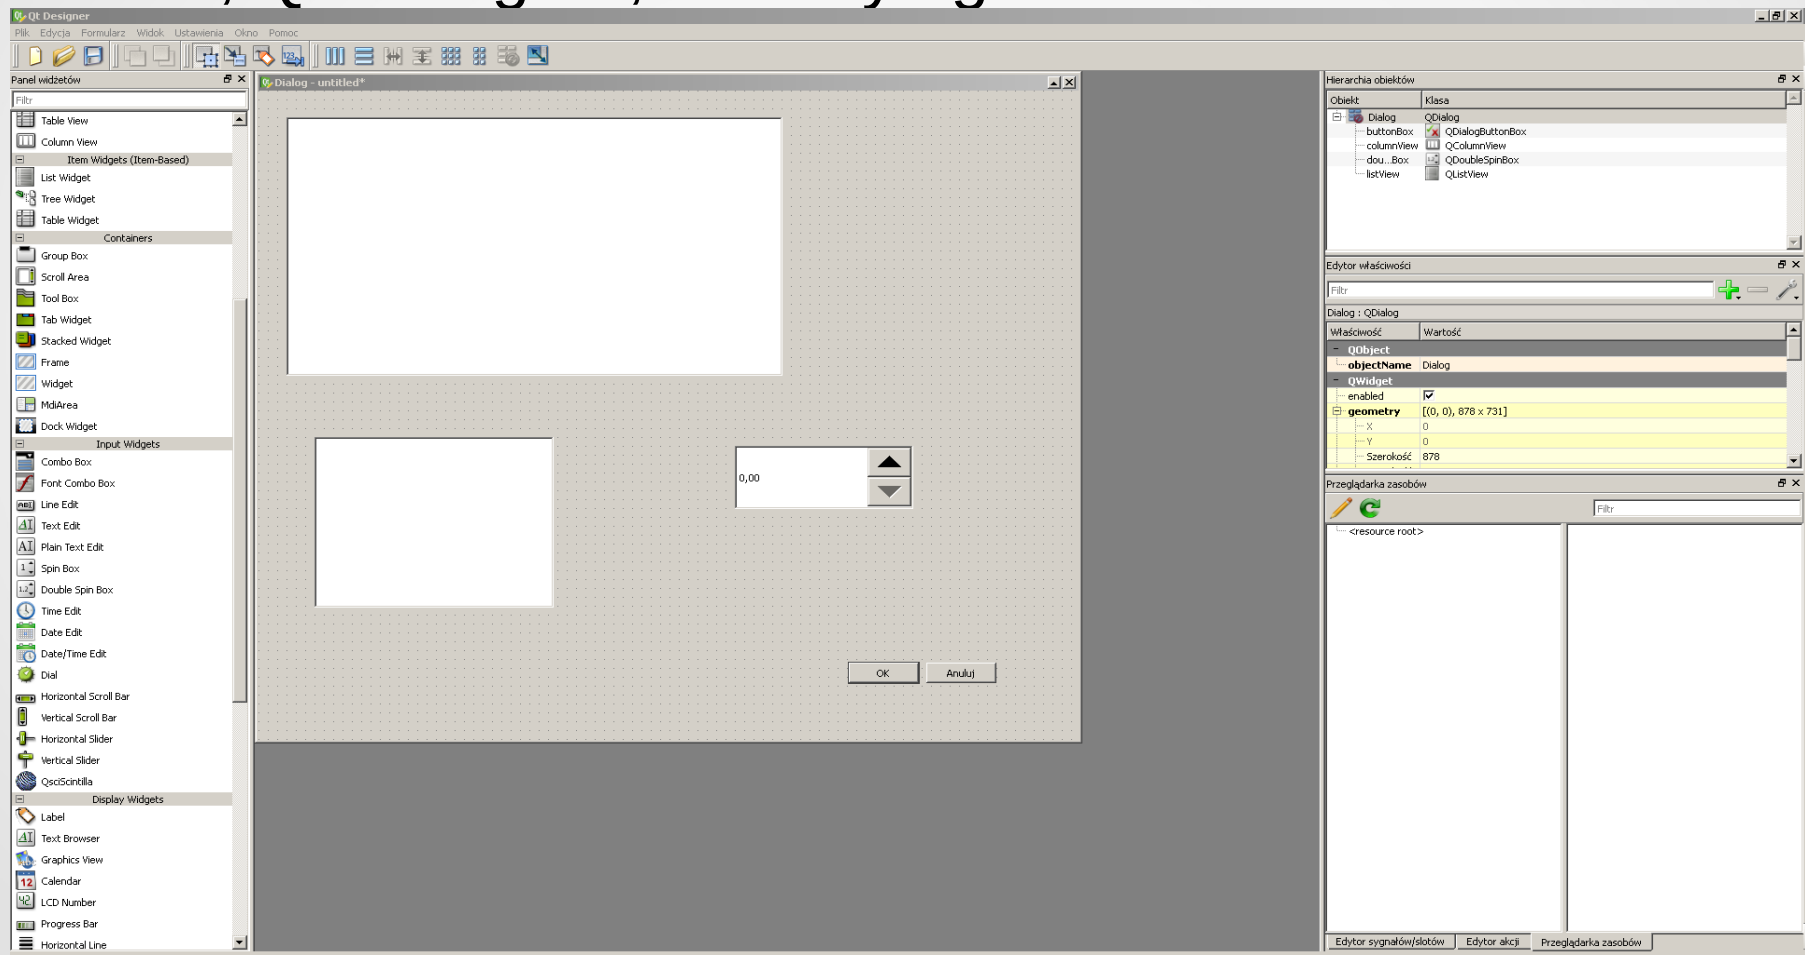 Qt Designer
Plik Edycja Formularz Widok Ustawienia Okno Pomoc
Panel widżetów
Filtr
Table View
Column View
Item Widgets (Item-Based)
List Widget
Tree Widget
Table Widget
Containers
Group Box
Scroll Area
Tool Box
Tab Widget
Stacked Widget
Frame
Widget
MdiArea
Dock Widget
Input Widgets
Combo Box
Font Combo Box
Line Edit
Text Edit
Plain Text Edit
Spin Box
Double Spin Box
Time Edit
Date Edit
Date/Time Edit
Dial
Horizontal Scroll Bar
Vertical Scroll Bar
Horizontal Slider
Vertical Slider
QsciScintilla
Display Widgets
Label
Text Browser
Graphics View
Calendar
LCD Number
Progress Bar
Horizontal Line
Dialog - untitled*
0,00
OK Anuluj
Hierarchia obiektów
Obiekt Klasa
Dialog QDialog
buttonBox QDialogButtonBox
columnView QColumnView
dou...Box QDoubleSpinBox
listView QListView
Edytor właściwości
Filtr
Dialog : QDialog
Właściwość Wartość
QObject
objectName Dialog
QWidget
enabled
geometry [(0, 0), 878 x 731]
X 0
Y 0
Szerokość 878
Przeglądarka zasobów
Filtr
<resource root>
Edytor sygnałów/slotów Edytor akcji Przeglądarka zasobów